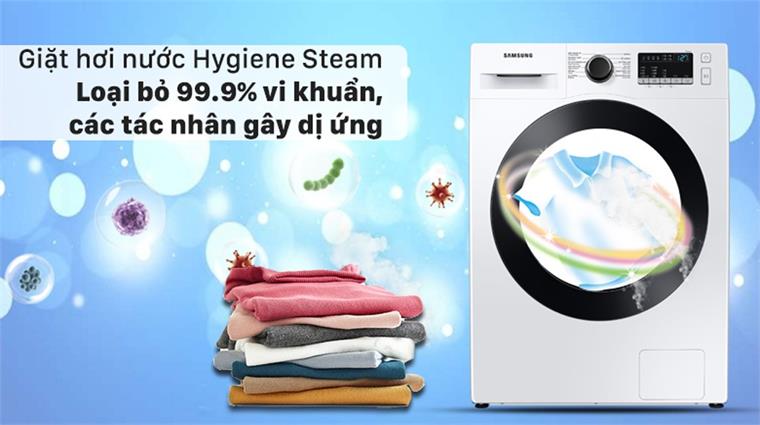 Giặt hơi nước Hygiene Steam
Loại bỏ 99.9% vi khuẩn,
các tác nhân gây dị ứng
SAMSUNG